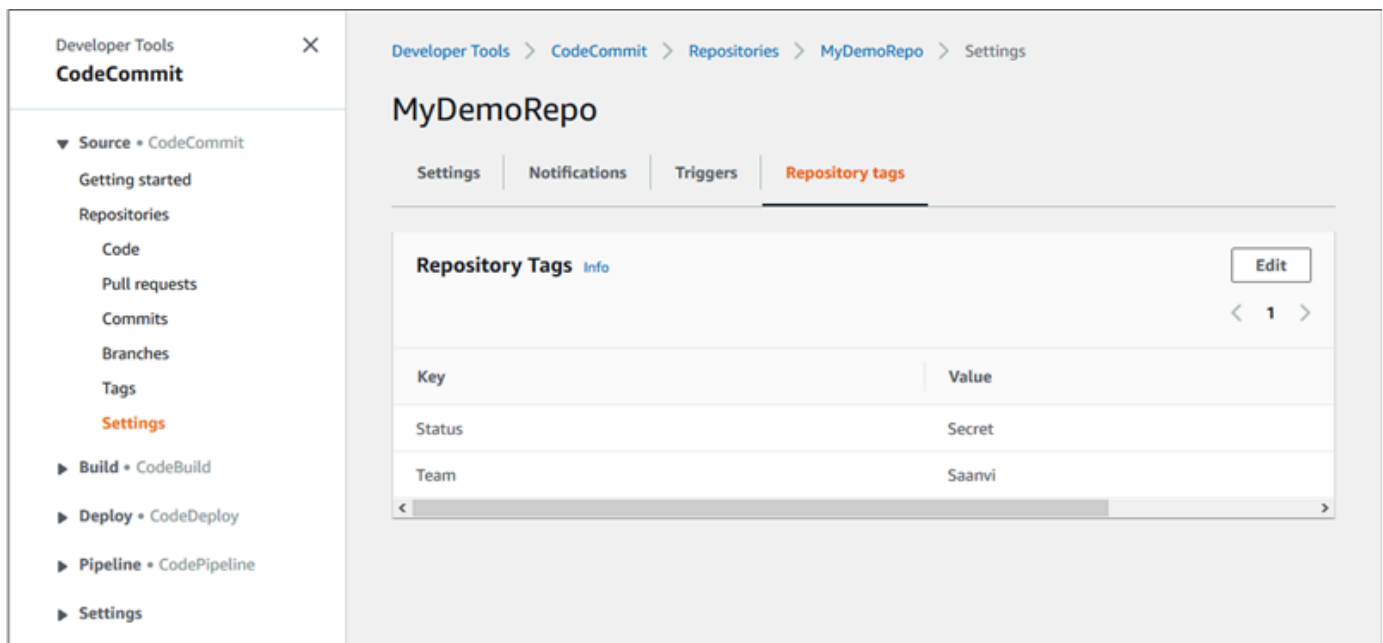 Developer Tools
CodeCommit
Source • CodeCommit
Getting started
Repositories
Code
Pull requests
Commits
Branches
Tags
Settings
Build • CodeBuild
Deploy • CodeDeploy
Pipeline • CodePipeline
Settings
Developer Tools > CodeCommit > Repositories > MyDemoRepo > Settings
MyDemoRepo
Settings Notifications Triggers Repository tags
Repository Tags Info Edit
< 1 >
Key Value
Status Secret
Team Saanvi